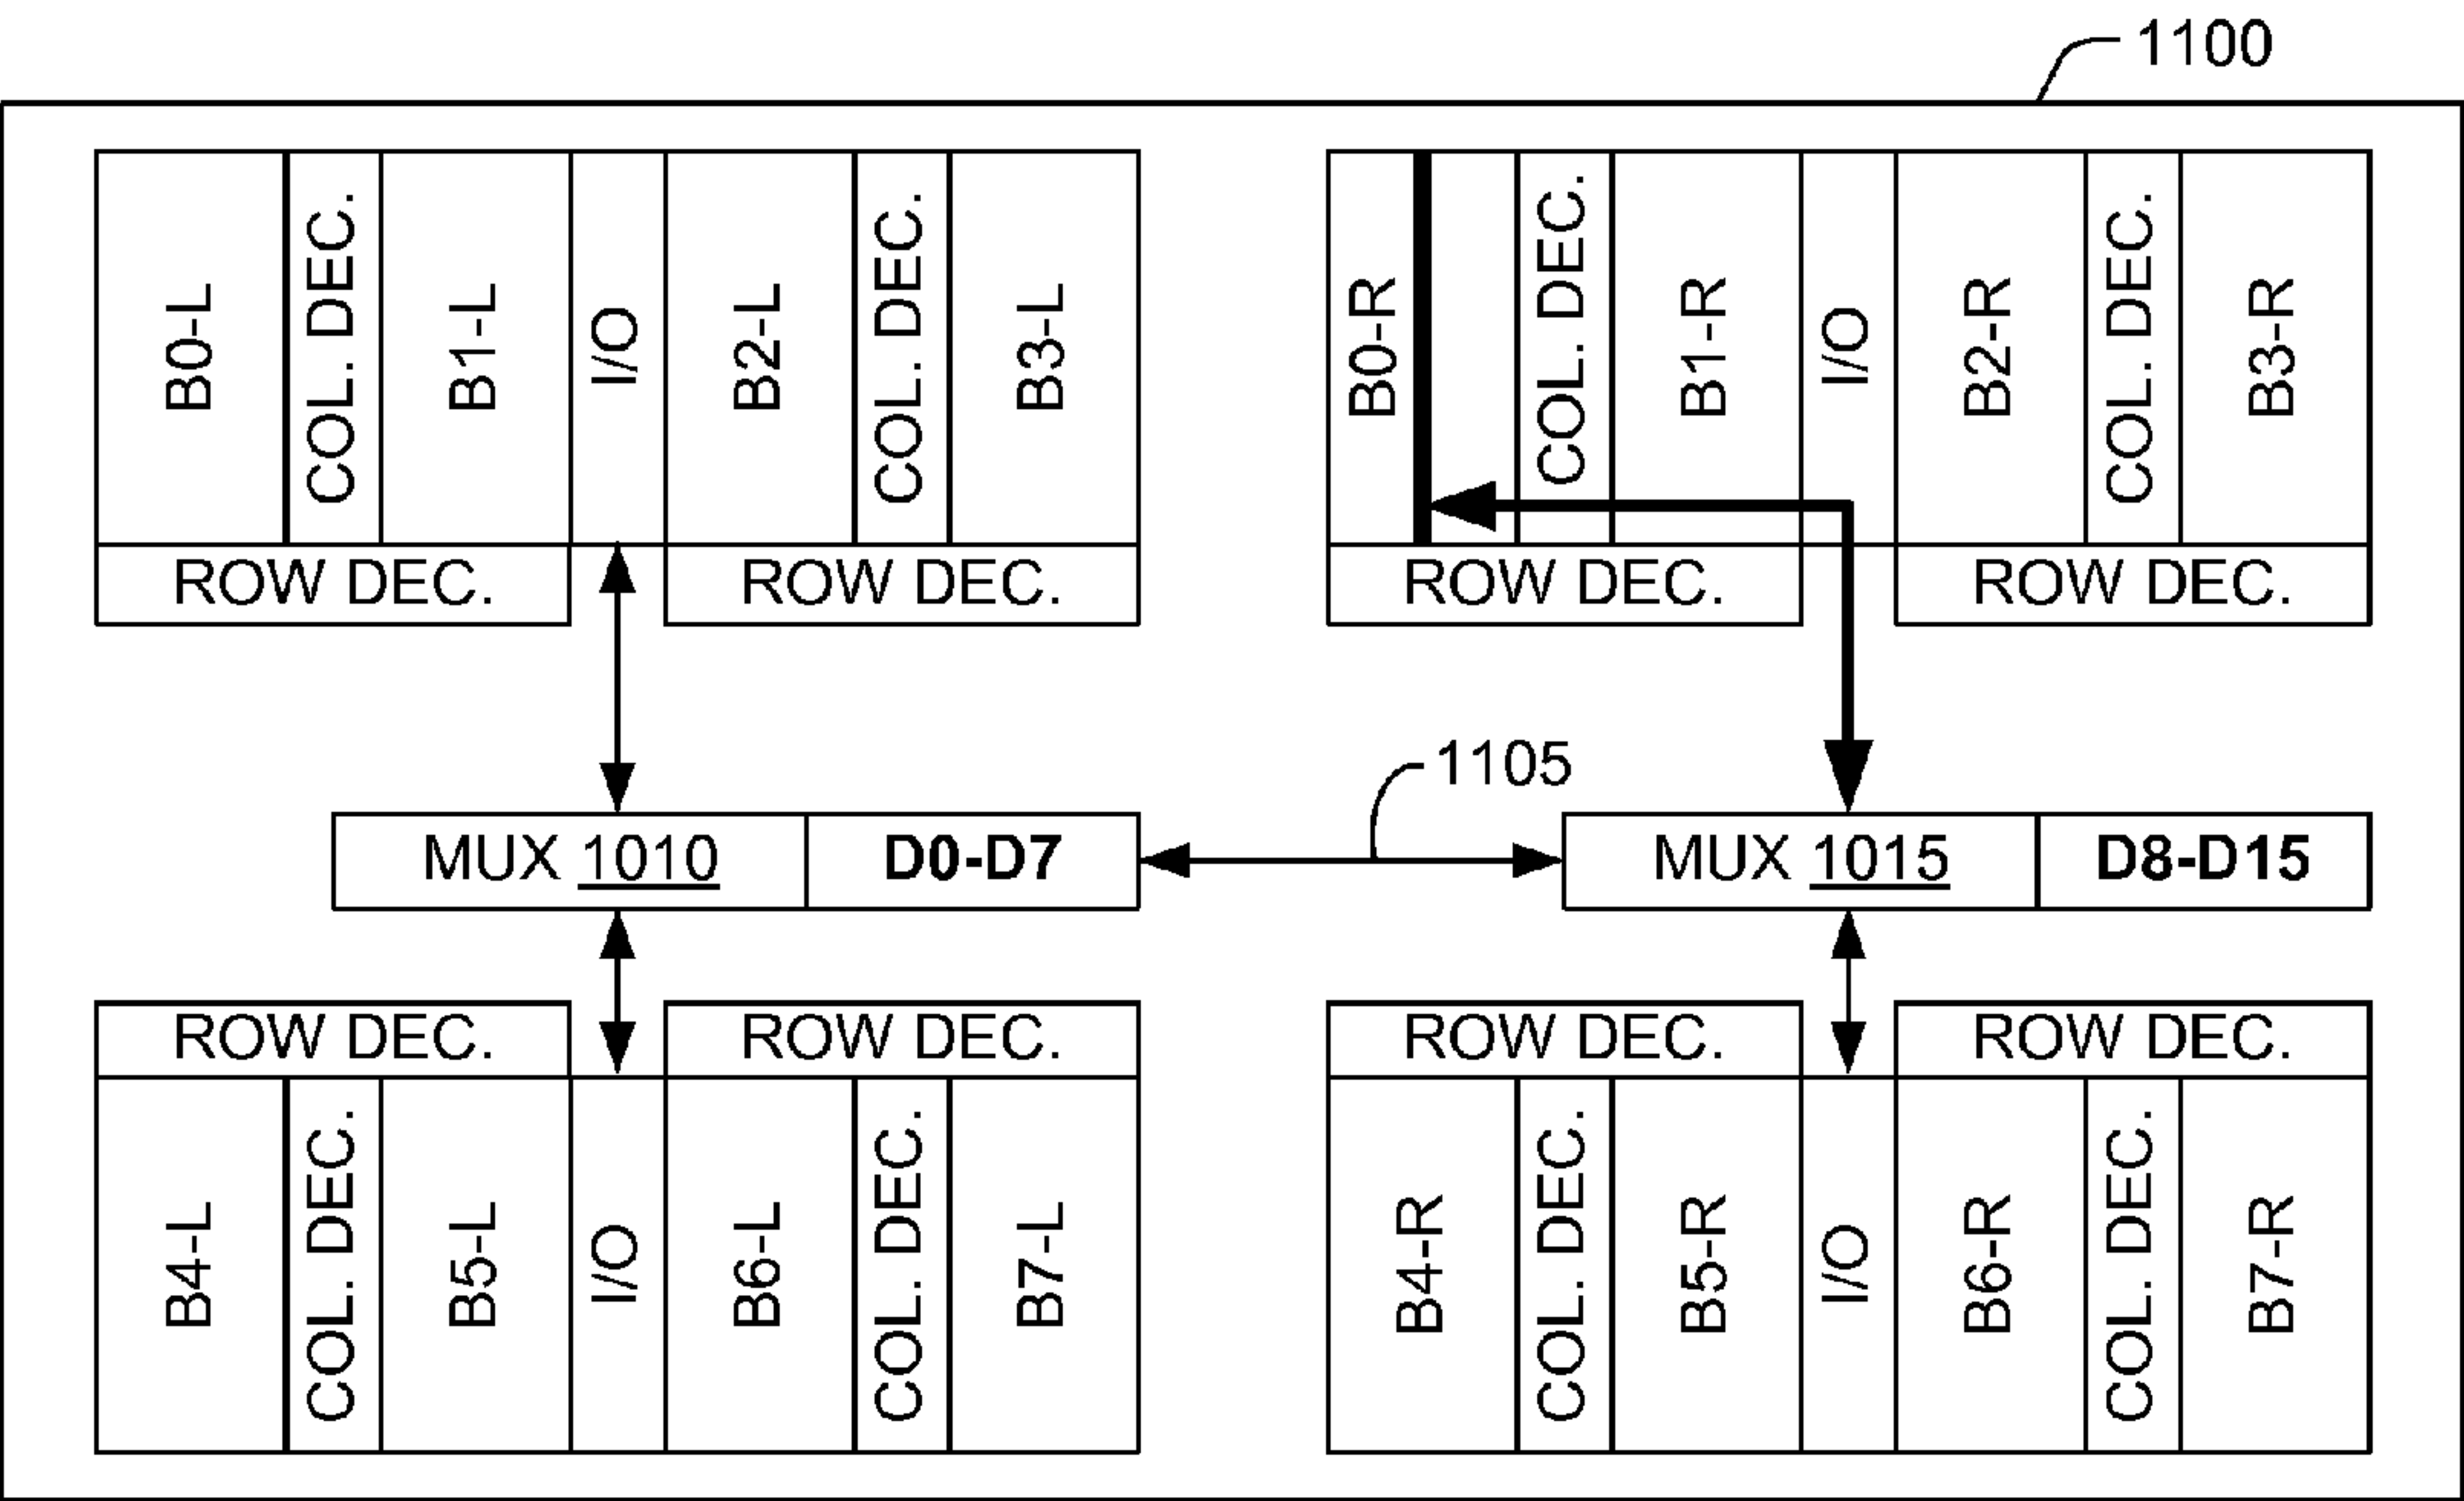 1100
B0-L
COL. DEC.
B1-L
I/O
B2-L
COL. DEC.
B3-L
ROW DEC.
ROW DEC.
B0-R
COL. DEC.
B1-R
I/O
B2-R
COL. DEC.
B3-R
ROW DEC.
ROW DEC.
1105
MUX 1010
D0-D7
MUX 1015
D8-D15
ROW DEC.
ROW DEC.
B4-L
COL. DEC.
B5-L
I/O
B6-L
COL. DEC.
B7-L
ROW DEC.
ROW DEC.
B4-R
COL. DEC.
B5-R
I/O
B6-R
COL. DEC.
B7-R